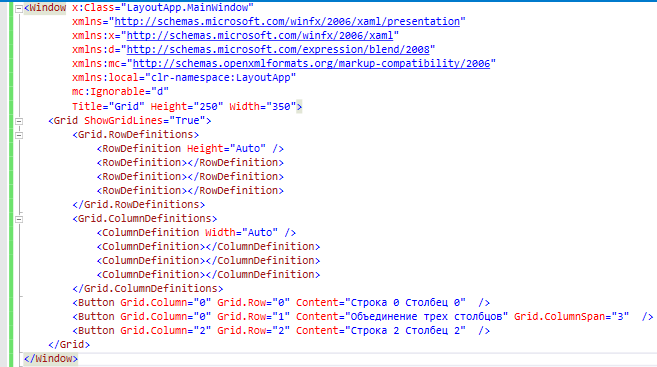 <Window x:Class="LayoutApp.MainWindow"
xmlns="http://schemas.microsoft.com/winfx/2006/xaml/presentation"
xmlns:x="http://schemas.microsoft.com/winfx/2006/xaml"
xmlns:d="http://schemas.microsoft.com/expression/blend/2008"
xmlns:mc="http://schemas.openxmlformats.org/markup-compatibility/2006"
xmlns:local="clr-namespace:LayoutApp"
mc:Ignorable="d"
Title="Grid" Height="250" Width="350">
<Grid ShowGridLines="True">
<Grid.RowDefinitions>
<RowDefinition Height="Auto" />
<RowDefinition></RowDefinition>
<RowDefinition></RowDefinition>
<RowDefinition></RowDefinition>
</Grid.RowDefinitions>
<Grid.ColumnDefinitions>
<ColumnDefinition Width="Auto" />
<ColumnDefinition></ColumnDefinition>
<ColumnDefinition></ColumnDefinition>
<ColumnDefinition></ColumnDefinition>
</Grid.ColumnDefinitions>
<Button Grid.Column="0" Grid.Row="0" Content="Строка 0 Столбец 0"  />
<Button Grid.Column="0" Grid.Row="1" Content="Объединение трех столбцов" Grid.ColumnSpan="3"  />
<Button Grid.Column="2" Grid.Row="2" Content="Строка 2 Столбец 2"  />
</Grid>
</Window>